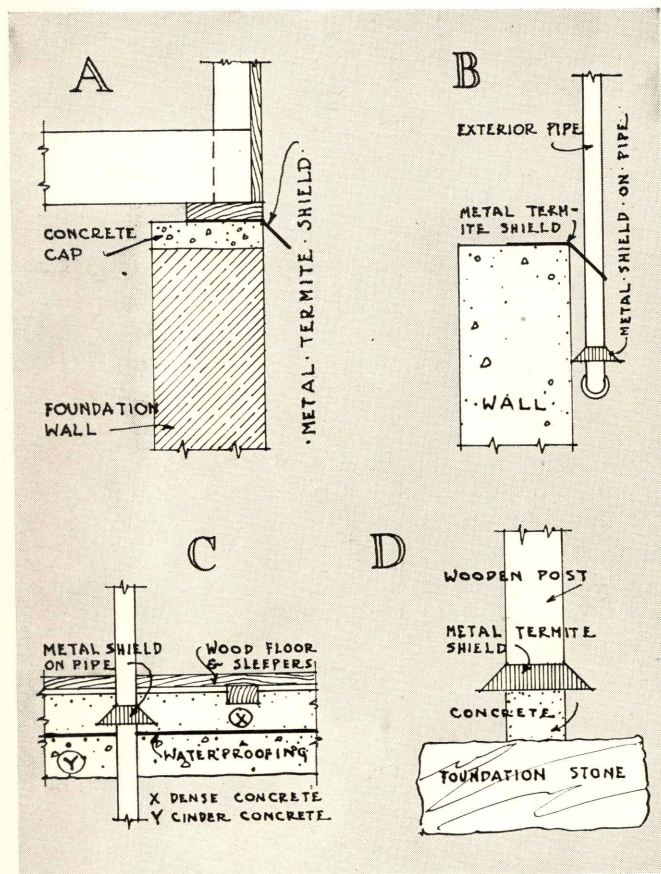 A
CONCRETE
CAP
FOUNDATION
WALL
·METAL·TERMITE·SHIELD·
B
EXTERIOR PIPE
METAL TERM-
ITE SHIELD
METAL·SHIELD·ON·PIPE·
WALL
C
METAL SHIELD
ON PIPE
WOOD FLOOR
& SLEEPERS
X
WATERPROOFING
Y
X DENSE CONCRETE
Y CINDER CONCRETE
D
WOODEN POST
METAL TERMITE
SHIELD
CONCRETE
FOUNDATION STONE